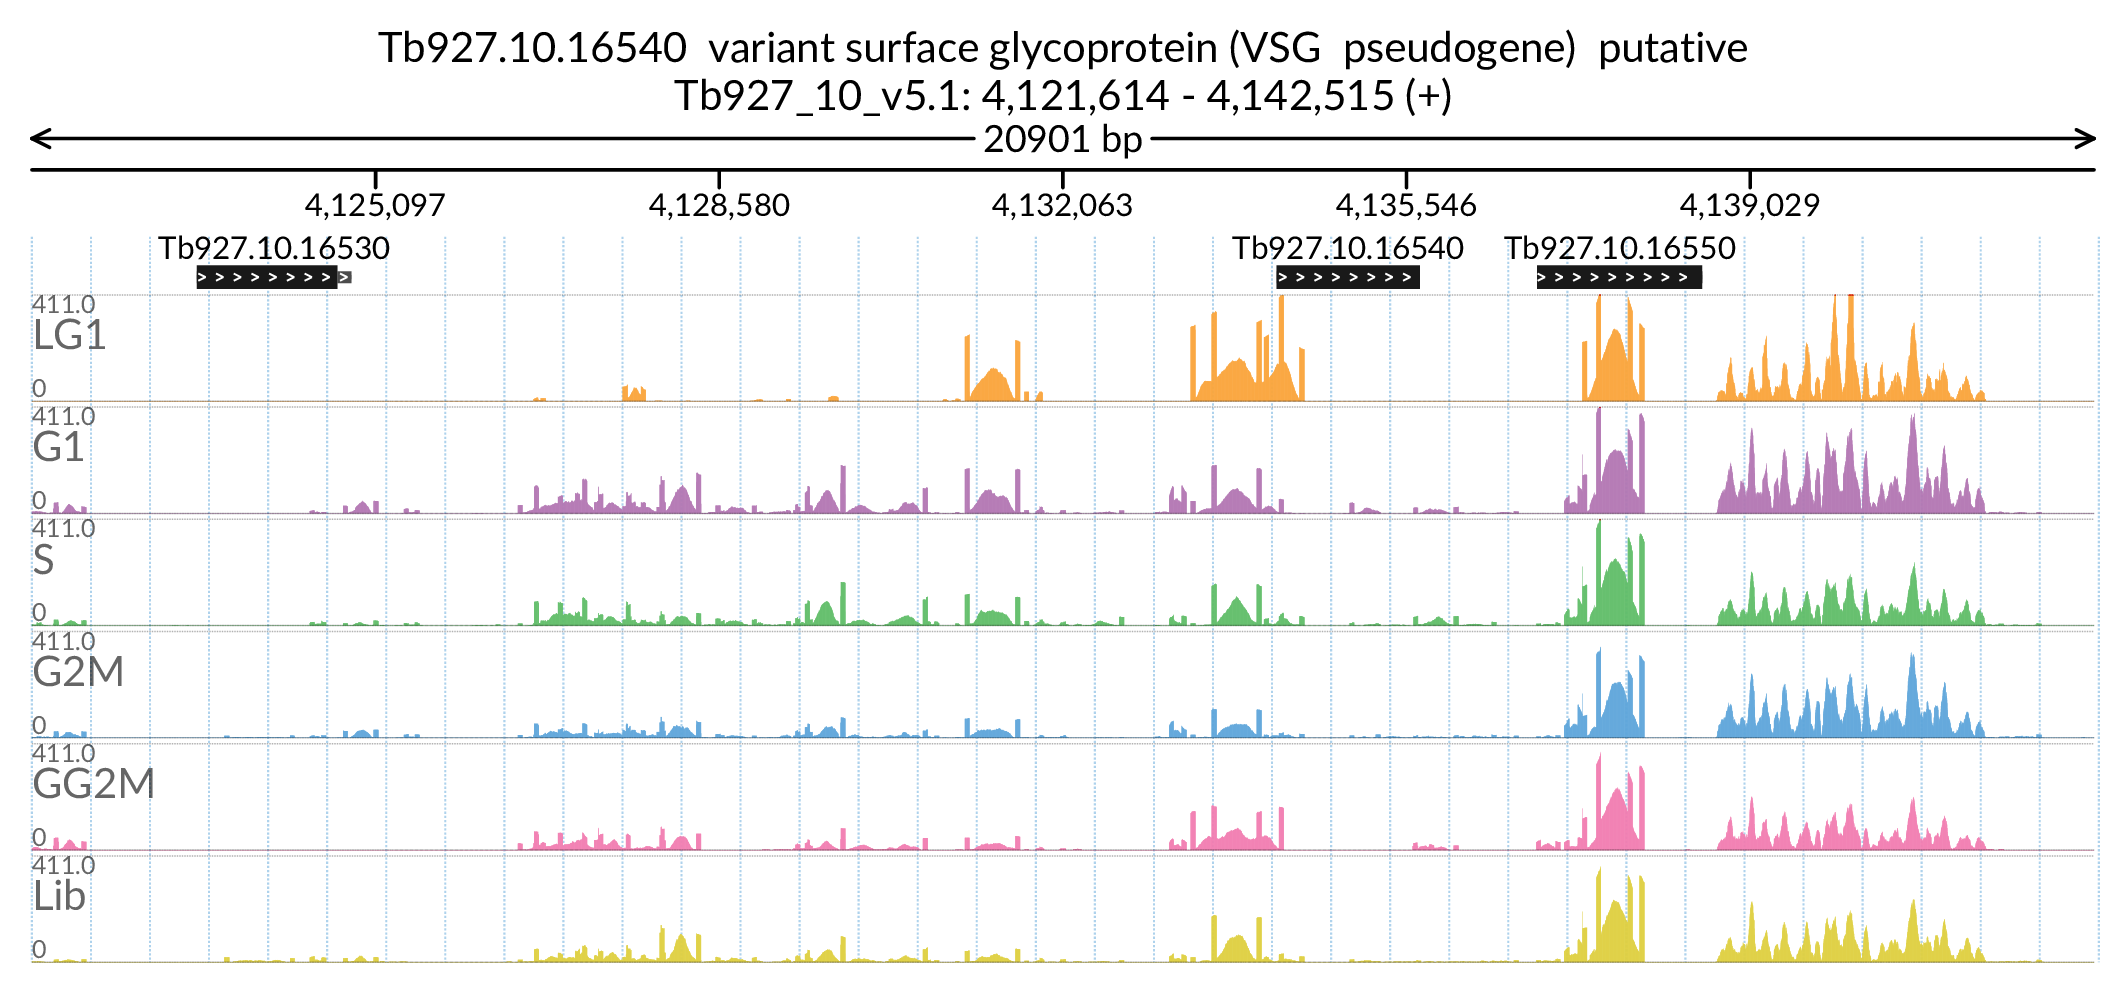 Tb927.10.16540  variant surface glycoprotein (VSG  pseudogene)  putative
Tb927_10_v5.1: 4,121,614 - 4,142,515 (+)
20901 bp
4,125,097 4,128,580 4,132,063 4,135,546 4,139,029
Tb927.10.16530 Tb927.10.16540 Tb927.10.16550
411.0
LG1
0
411.0
G1
0
411.0
S
0
411.0
G2M
0
411.0
GG2M
0
411.0
Lib
0